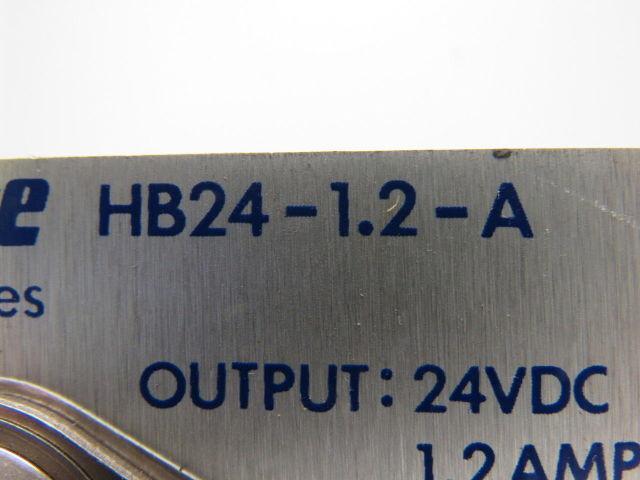 HB24-1.2-A
OUTPUT: 24VDC
1.2 AMP